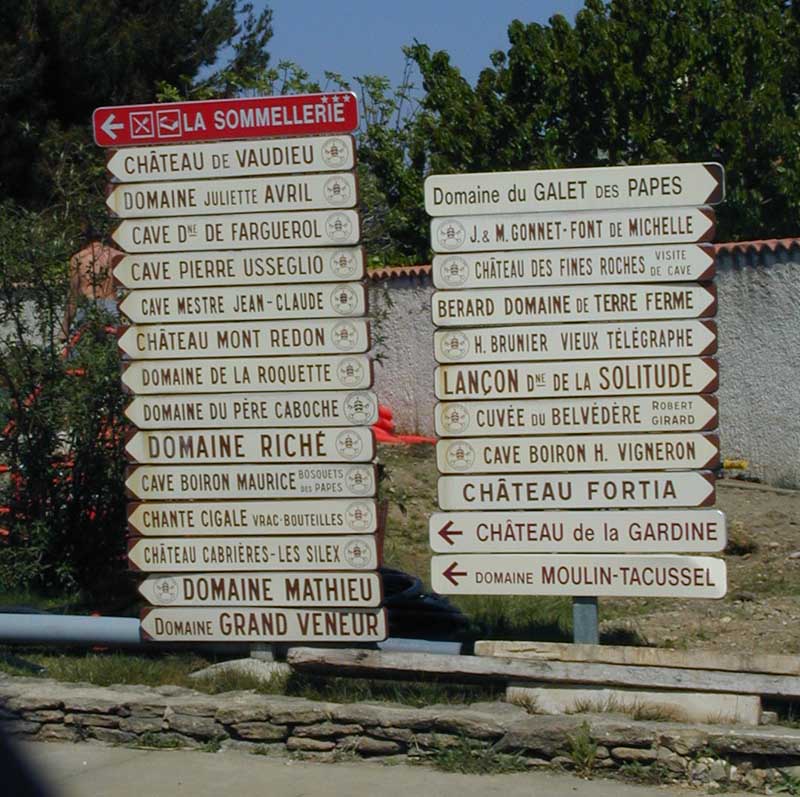 LA SOMMELLERIE
CHÂTEAU DE VAUDIEU
DOMAINE JULIETTE AVRIL
CAVE DNE DE FARGUEROL
CAVE PIERRE USSEGLIO
CAVE MESTRE JEAN-CLAUDE
CHÂTEAU MONT REDON
DOMAINE DE LA ROQUETTE
DOMAINE DU PÈRE CABOCHE
DOMAINE RICHÉ
CAVE BOIRON MAURICE BOSQUETS DES PAPES
CHANTE CIGALE VRAC-BOUTEILLES
CHÂTEAU CABRIÈRES-LES SILEX
DOMAINE MATHIEU
DOMAINE GRAND VENEUR
Domaine du GALET DES PAPES
J. & M. GONNET-FONT DE MICHELLE
CHÂTEAU DES FINES ROCHES VISITE DE CAVE
BERARD DOMAINE DE TERRE FERME
H. BRUNIER VIEUX TÉLÉGRAPHE
LANÇON DNE DE LA SOLITUDE
CUVÉE DU BELVÉDÈRE ROBERT GIRARD
CAVE BOIRON H. VIGNERON
CHÂTEAU FORTIA
CHÂTEAU de la GARDINE
DOMAINE MOULIN-TACUSSEL